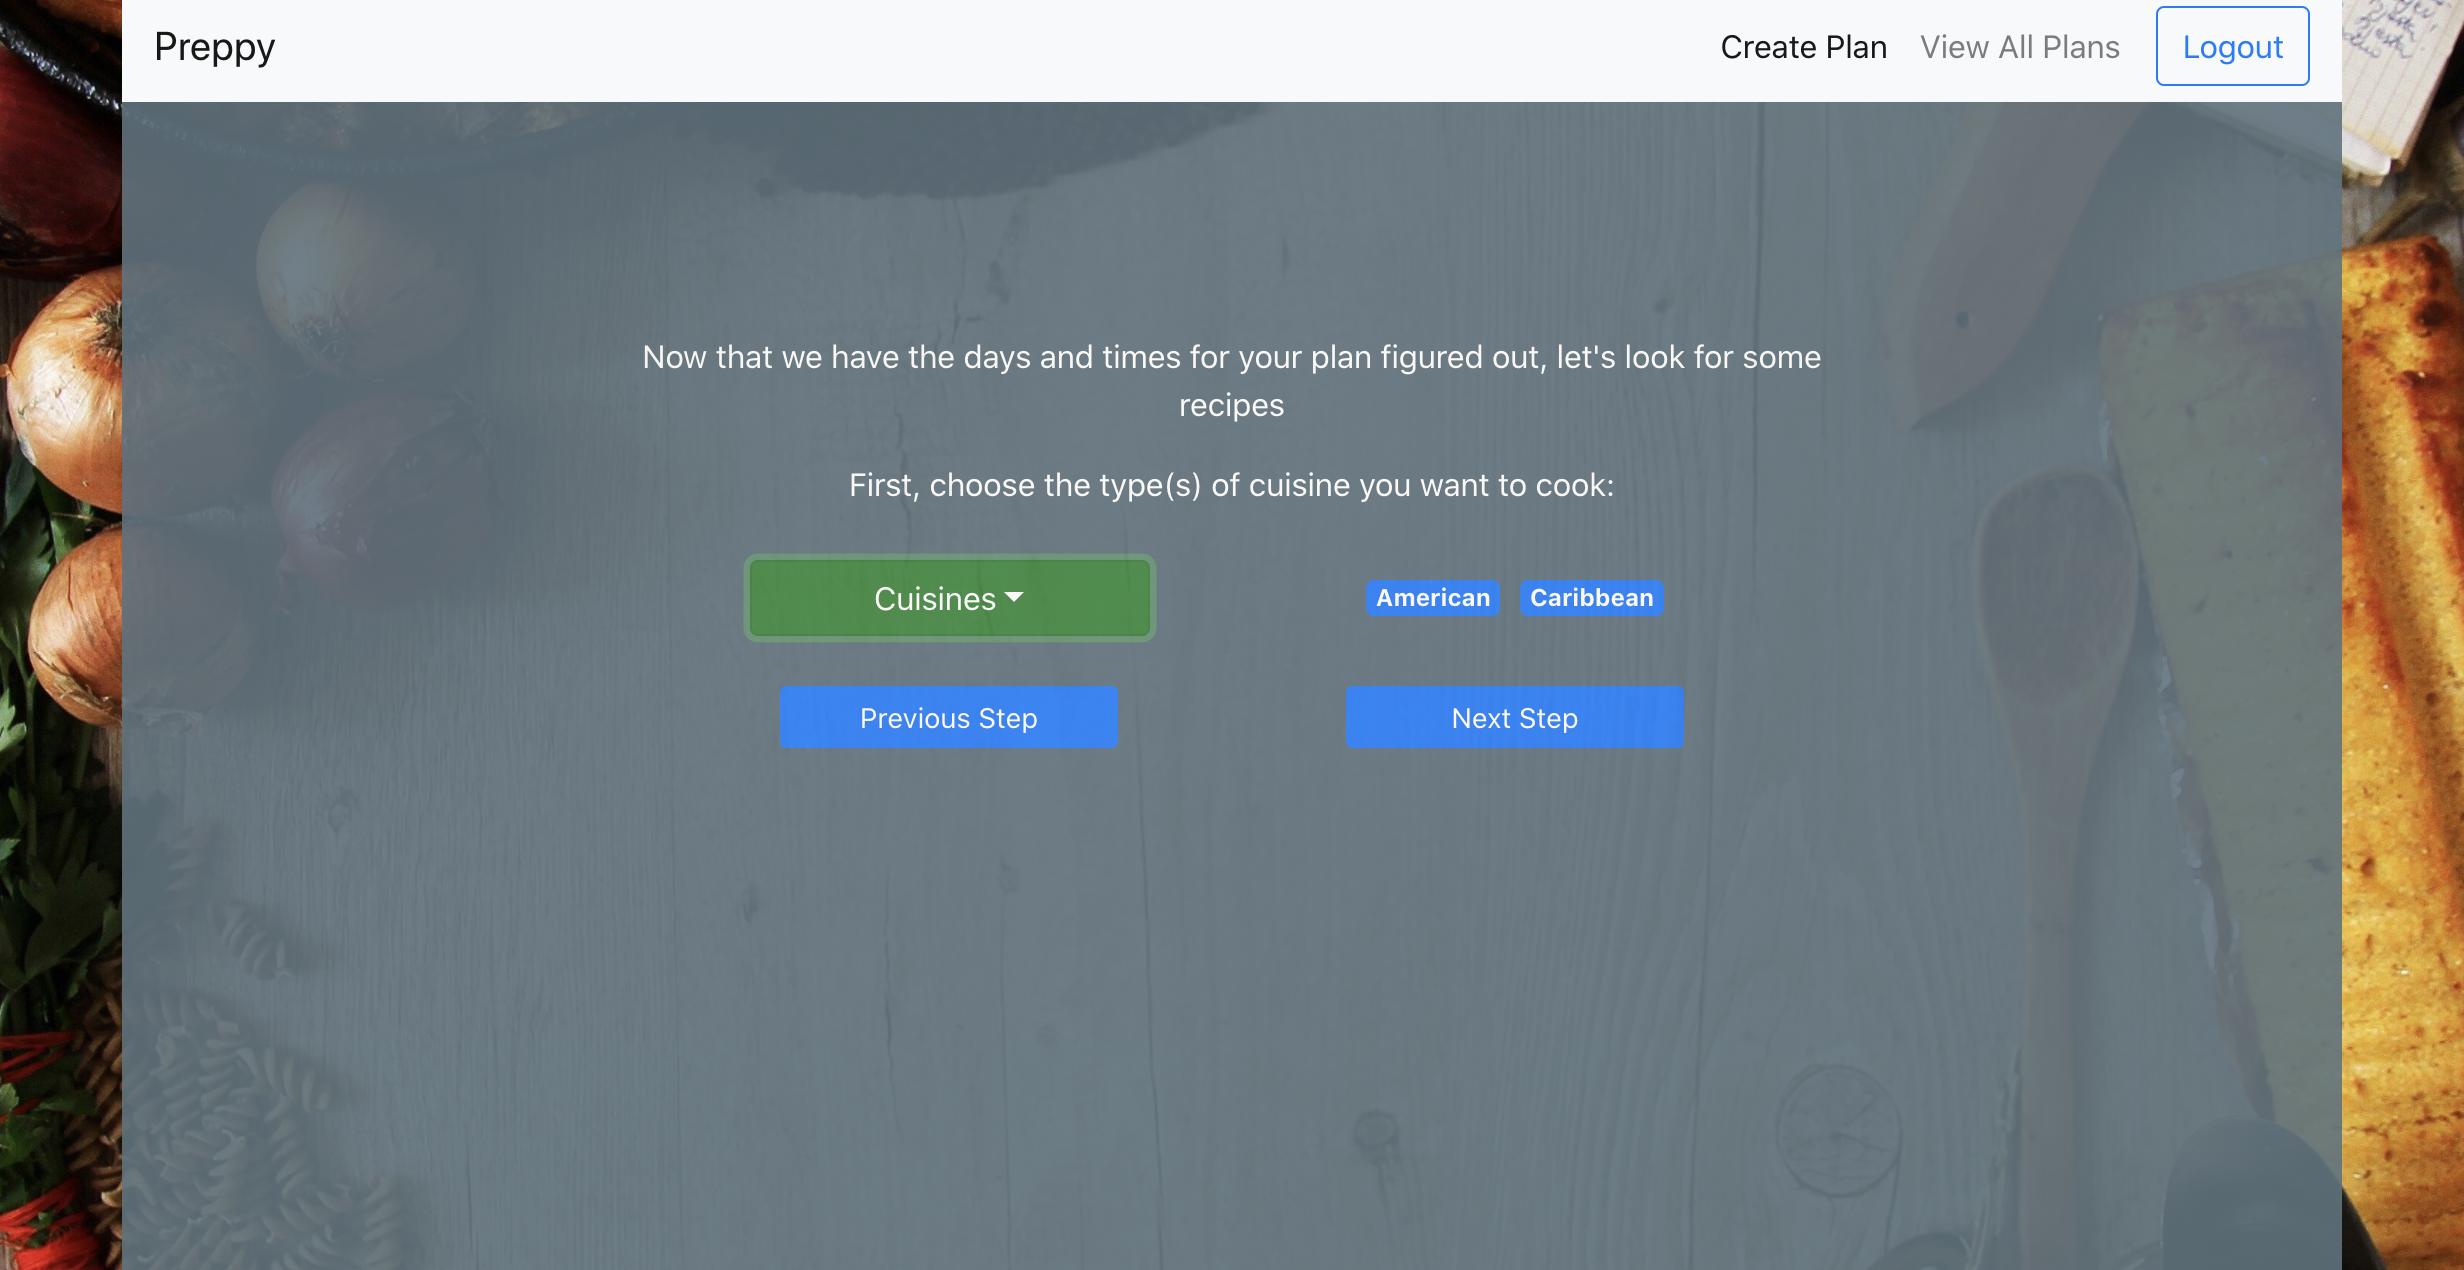 Preppy
Create Plan
View All Plans
Logout
Now that we have the days and times for your plan figured out, let's look for some
recipes
First, choose the type(s) of cuisine you want to cook:
Cuisines
American
Caribbean
Previous Step
Next Step